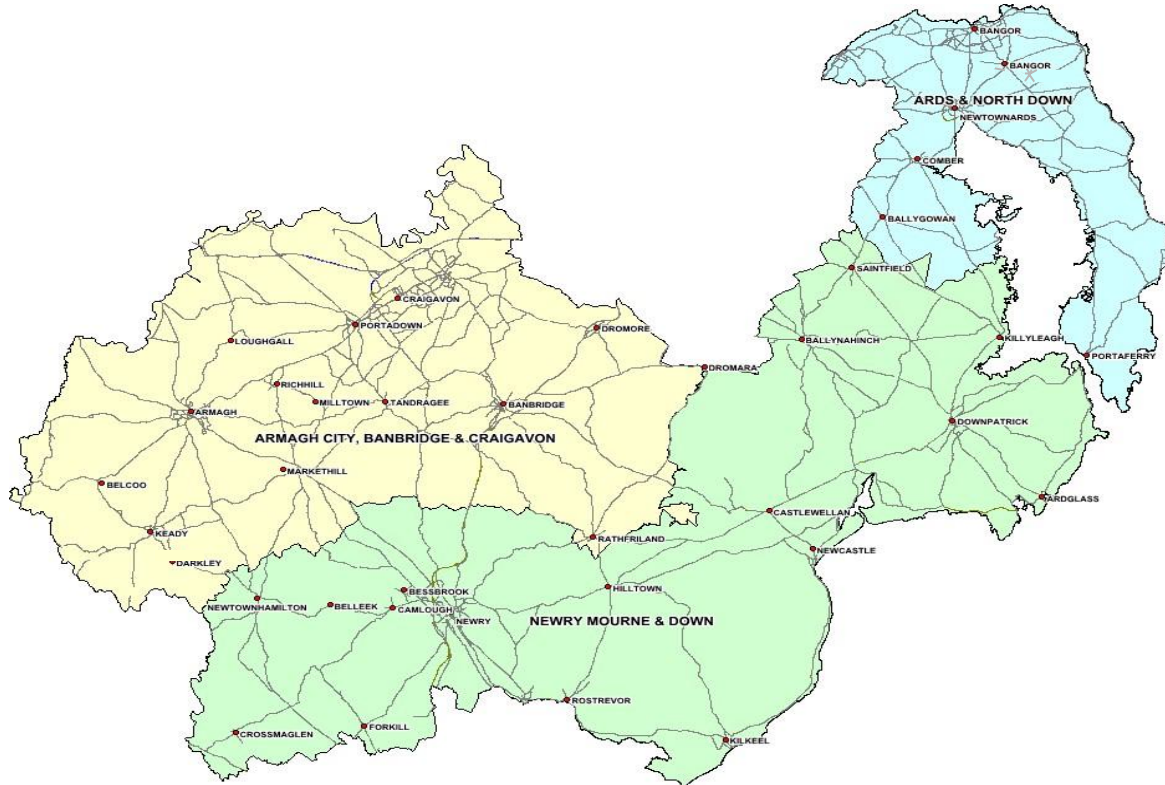 BANGOR
BANGOR
ARDS & NORTH DOWN
NEWTOWNARDS
COMBER
BALLYGOWAN
SAINTFIELD
CRAIGAVON
PORTADOWN
DROMORE
LOUGHGALL
BALLYNAHINCH
KILLYLEAGH
PORTAFERRY
DROMARA
RICHHILL
MILLTOWN
TANDRAGEE
BANBRIDGE
ARMAGH
DOWNPATRICK
ARMAGH CITY, BANBRIDGE & CRAIGAVON
MARKETHILL
BELCOO
ARDGLASS
CASTLEWELLAN
KEADY
RATHFRILAND
NEWCASTLE
DARKLEY
HILLTOWN
BESSBROOK
NEWTOWNHAMILTON
BELLEEK
CAMLOUGH
NEWRY
NEWRY MOURNE & DOWN
ROSTREVOR
FORKILL
CROSSMAGLEN
KILKEEL